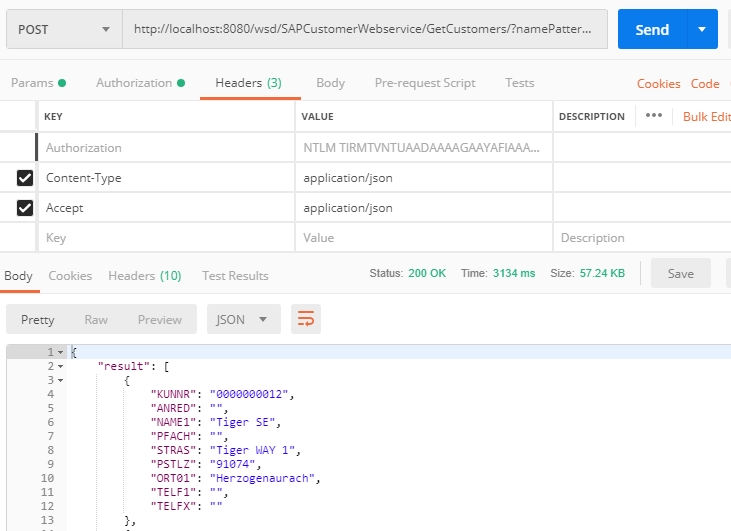 POST http://localhost:8080/wsd/SAPCustomerWebservice/GetCustomers/?namePatter... Send
Params Authorization Headers (3) Body Pre-request Script Tests Cookies Code
KEY VALUE DESCRIPTION ••• Bulk Edit
Authorization NTLM TIRMTVNTUAADAAAAGAAYAFIAAA...
Content-Type application/json
Accept application/json
Key Value Description
Body Cookies Headers (10) Test Results Status: 200 OK Time: 3134 ms Size: 57.24 KB Save
Pretty Raw Preview JSON
1 {
2 "result": [
3 {
4 "KUNNR": "0000000012",
5 "ANRED": "",
6 "NAME1": "Tiger SE",
7 "PFACH": "",
8 "STRAS": "Tiger WAY 1",
9 "PSTLZ": "91074",
10 "ORT01": "Herzogenaurach",
11 "TELF1": "",
12 "TELFX": ""
13 },